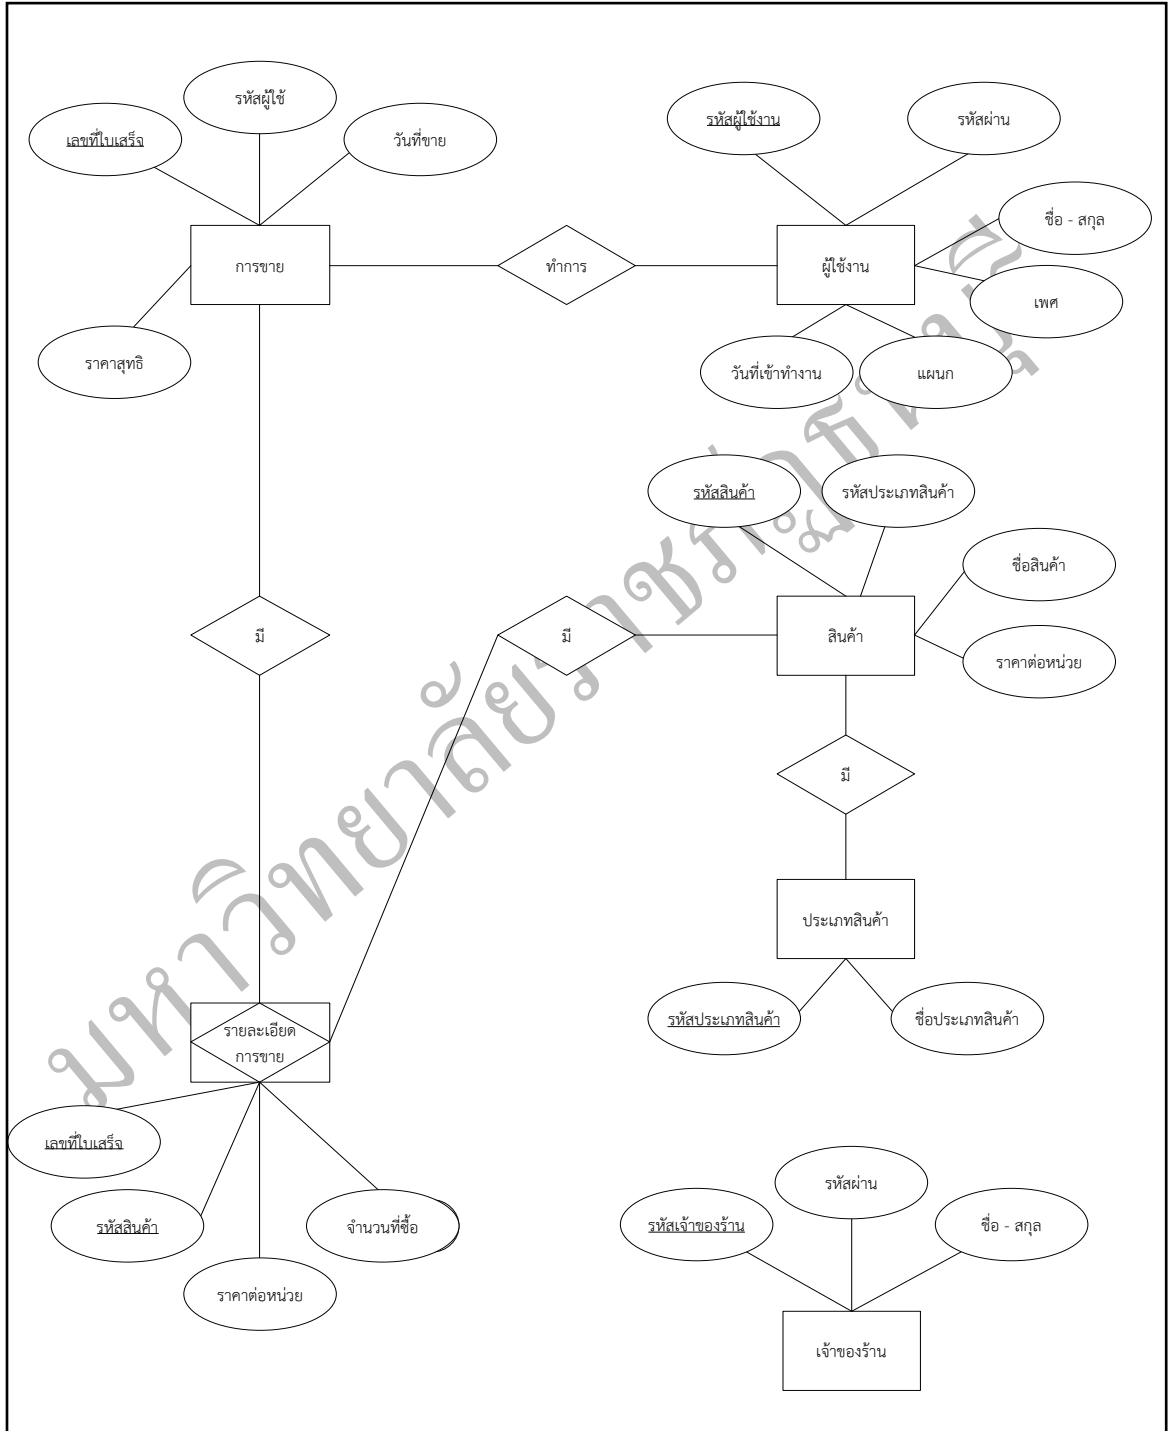 รหัสผู้ใช้
เลขที่ใบเสร็จ
วันที่ขาย
รหัสผู้ใช้งาน
รหัสผ่าน
ชื่อ - สกุล
การขาย
ทำการ
ผู้ใช้งาน
เพศ
ราคาสุทธิ
วันที่เข้าทำงาน
แผนก
รหัสสินค้า
รหัสประเภทสินค้า
ชื่อสินค้า
มี
มี
สินค้า
ราคาต่อหน่วย
มี
ประเภทสินค้า
รหัสประเภทสินค้า
ชื่อประเภทสินค้า
รายละเอียด
การขาย
เลขที่ใบเสร็จ
รหัสสินค้า
จำนวนที่ซื้อ
ราคาต่อหน่วย
รหัสผ่าน
รหัสเจ้าของร้าน
ชื่อ - สกุล
เจ้าของร้าน